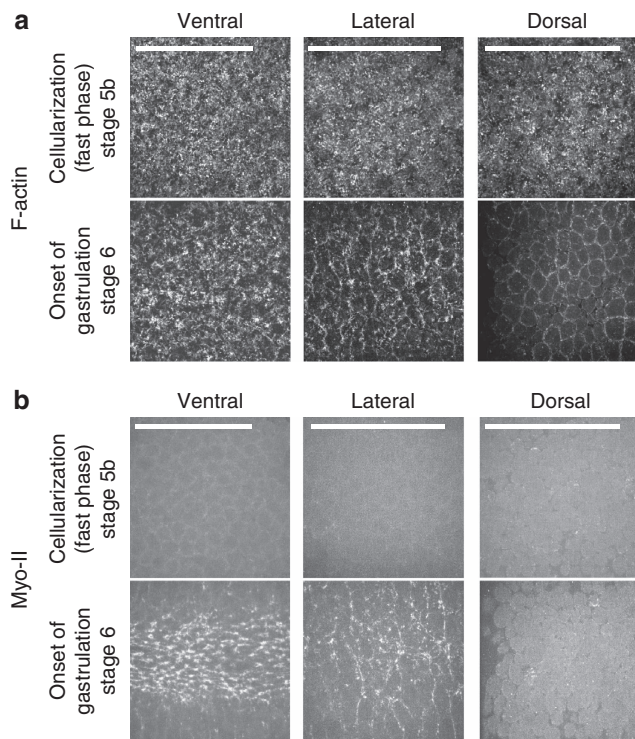 a
Ventral Lateral Dorsal
F-actin
Cellularization
(fast phase)
stage 5b
Onset of
gastrulation
stage 6
b
Ventral Lateral Dorsal
Myo-II
Cellularization
(fast phase)
stage 5b
Onset of
gastrulation
stage 6